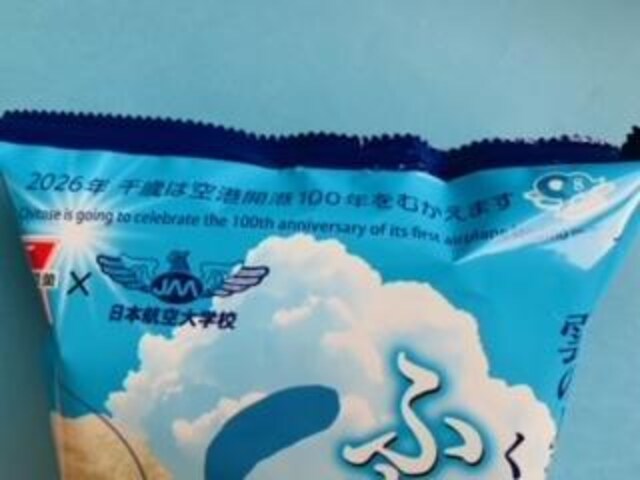 2026年 千歳は空港開港100年をむかえます
Chitose is going to celebrate the 100th anniversary of its first airplane
×
JMA
日本航空大学校
ふ
く